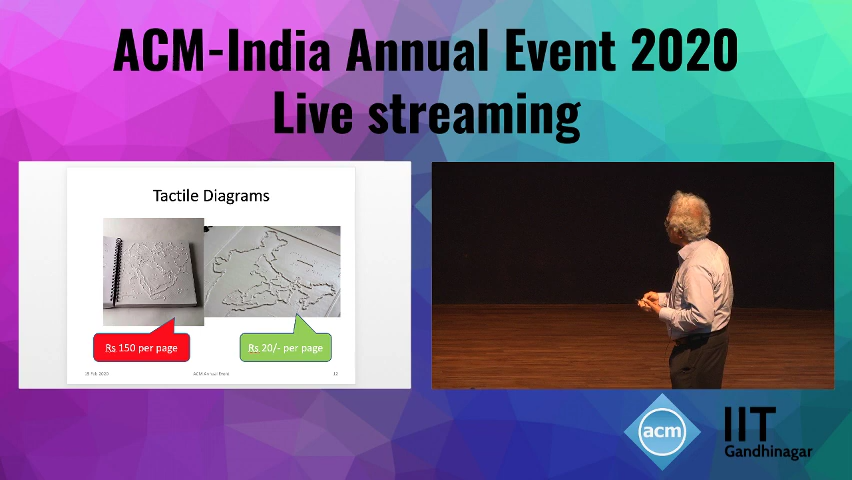 ACM-India Annual Event 2020
Live streaming
Tactile Diagrams
Rs 150 per page
Rs 20/- per page
ACM Annual Event
12
acm
IIT
Gandhinagar